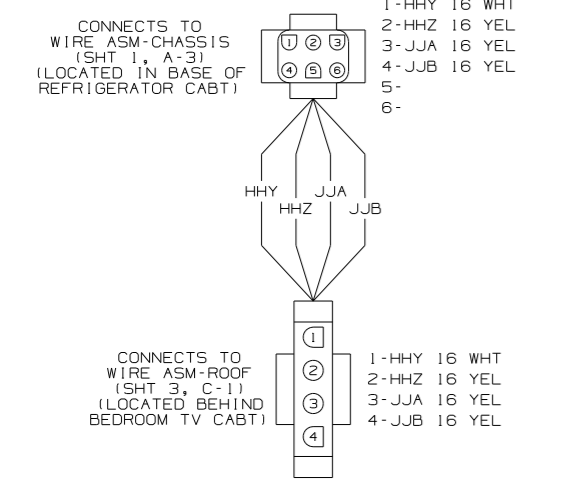 1-HHY 16 WHT
CONNECTS TO
WIRE ASM-CHASSIS
(SHT 1, A-3)
(LOCATED IN BASE OF
REFRIGERATOR CABT)
1 2 3
4 5 6
2-HHZ 16 YEL
3-JJA 16 YEL
4-JJB 16 YEL
5-
6-
HHY
JJA
HHZ
JJB
CONNECTS TO
WIRE ASM-ROOF
(SHT 3, C-1)
(LOCATED BEHIND
BEDROOM TV CABT)
1
2
3
4
1-HHY 16 WHT
2-HHZ 16 YEL
3-JJA 16 YEL
4-JJB 16 YEL